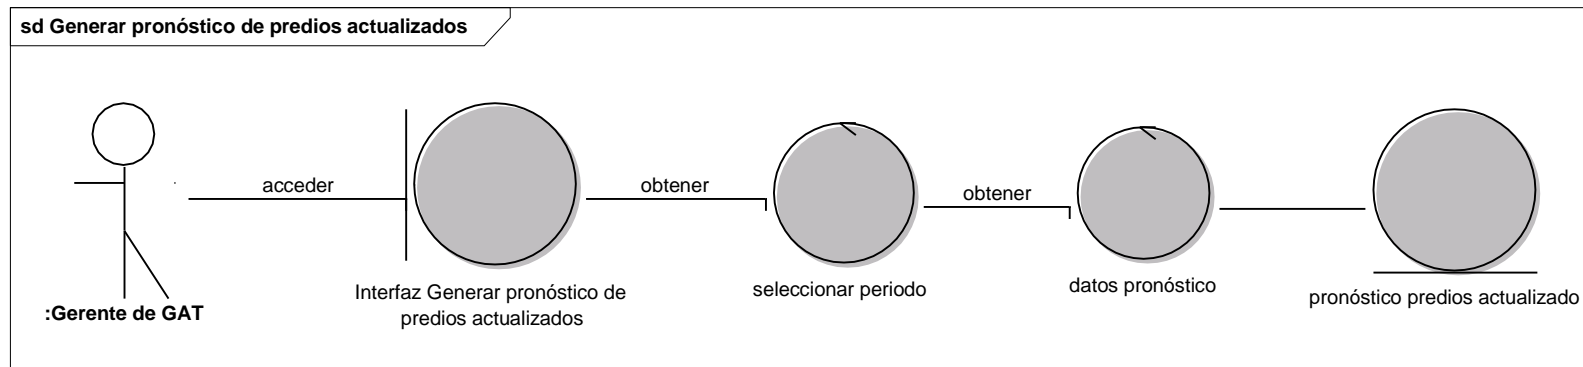 sd Generar pronóstico de predios actualizados
acceder
obtener
obtener
:Gerente de GAT
Interfaz Generar pronóstico de
predios actualizados
seleccionar periodo
datos pronóstico
pronóstico predios actualizado